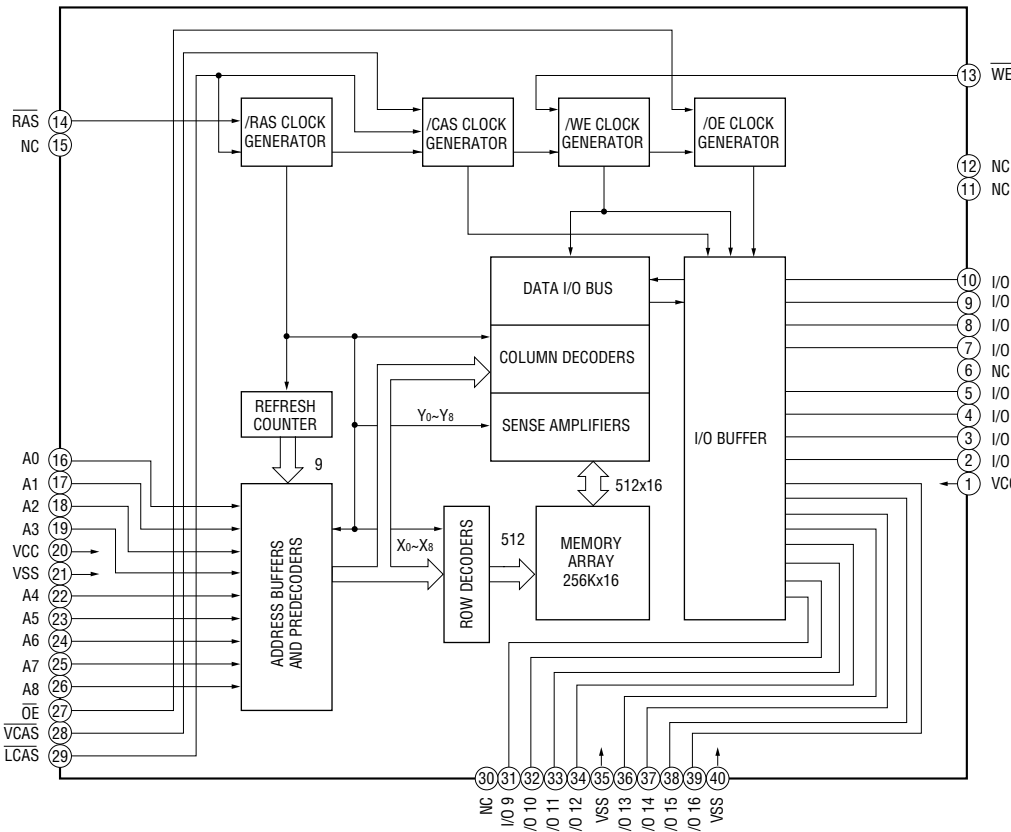 RAS 14
NC 15
/RAS CLOCK
GENERATOR
/CAS CLOCK
GENERATOR
/WE CLOCK
GENERATOR
/OE CLOCK
GENERATOR
13 WE
12 NC
11 NC
DATA I/O BUS
COLUMN DECODERS
SENSE AMPLIFIERS
I/O BUFFER
10 I/O
9 I/O
8 I/O
7 I/O
6 NC
5 I/O
4 I/O
3 I/O
2 I/O
1 VCC
REFRESH
COUNTER
9
Y0~Y8
512x16
A0 16
A1 17
A2 18
A3 19
VCC 20
VSS 21
A4 22
A5 23
A6 24
A7 25
A8 26
OE 27
VCAS 28
LCAS 29
ADDRESS BUFFERS
AND PREDECODERS
X0~X8
ROW DECODERS
512
MEMORY
ARRAY
256Kx16
30 NC
31 I/O 9
32 /O 10
33 /O 11
34 /O 12
35 VSS
36 /O 13
37 /O 14
38 /O 15
39 /O 16
40 VSS